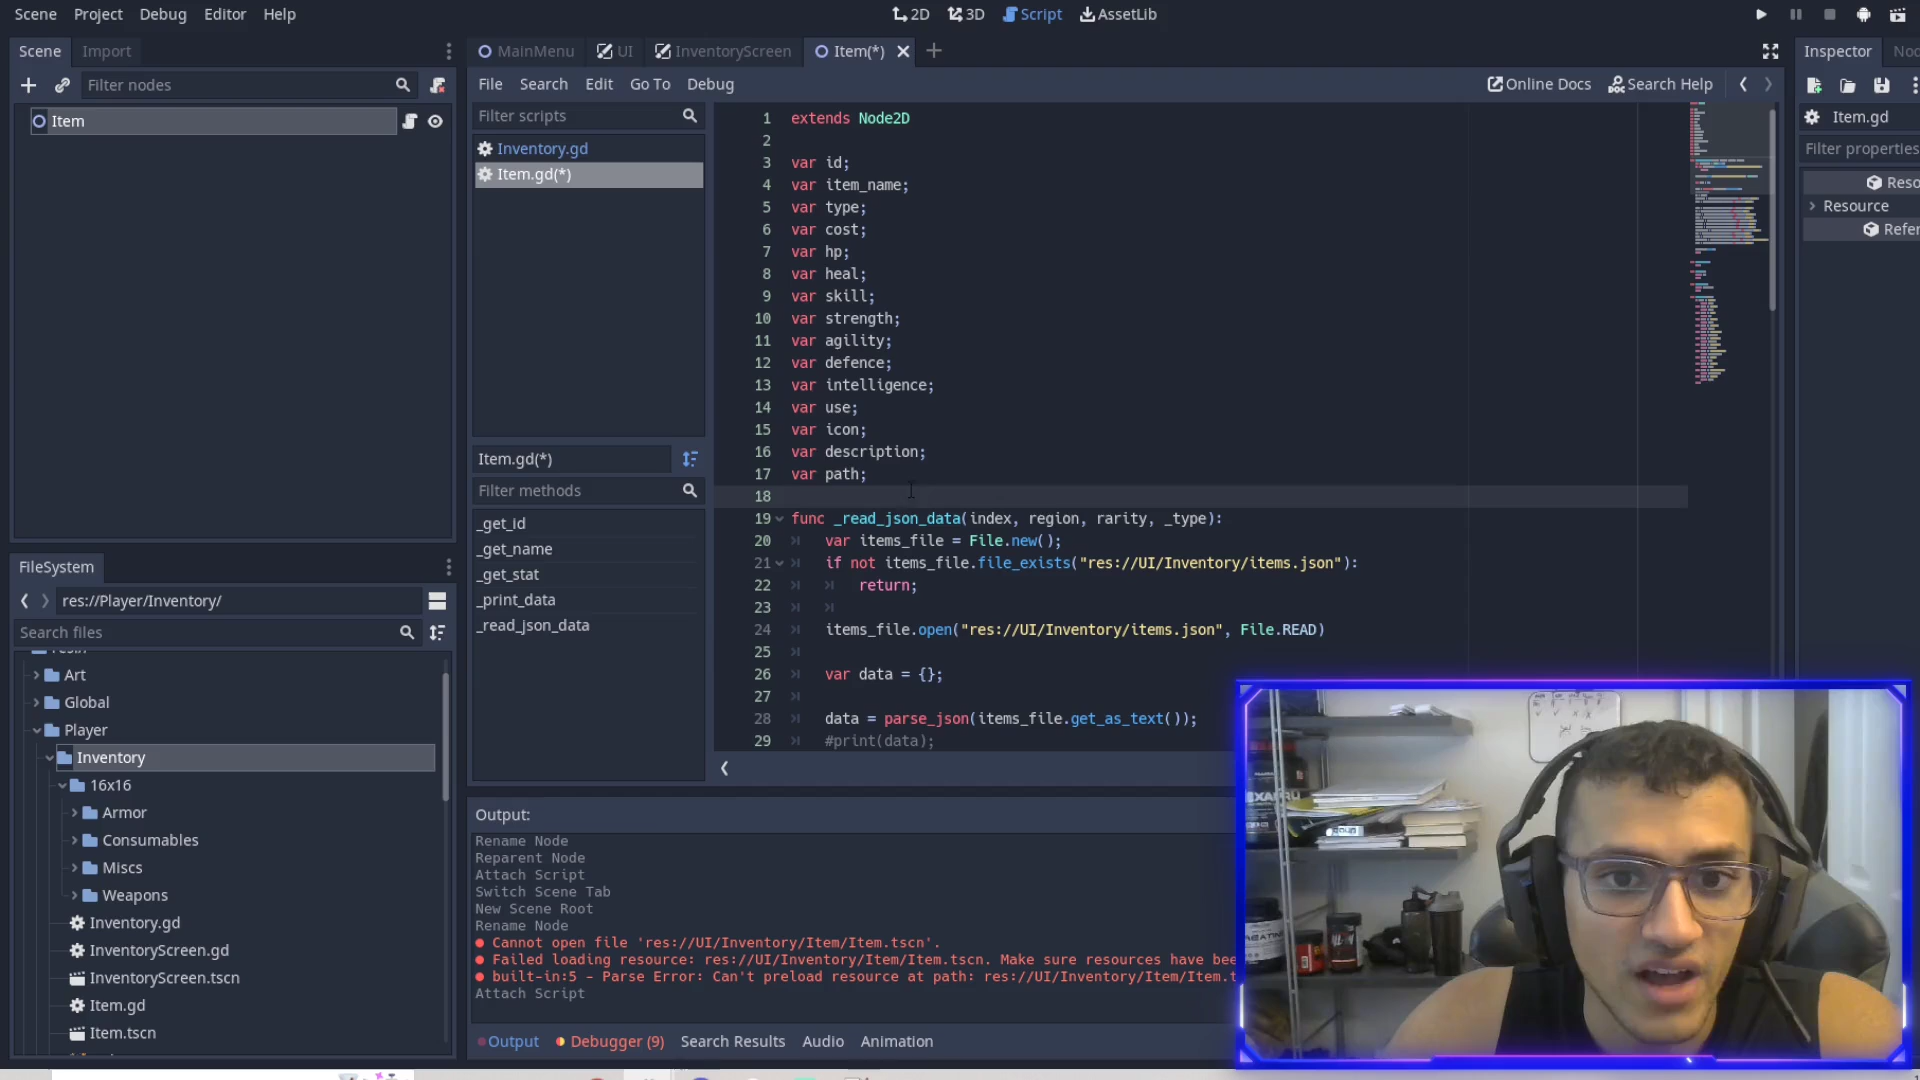 Scene Project Debug Editor Help
2D 3D Script AssetLib
Scene Import
MainMenu UI InventoryScreen Item(*)
Inspector
Filter nodes
Item
File Search Edit Go To Debug
Online Docs Search Help
Filter scripts
Inventory.gd
Item.gd(*)
Item.gd(*)
Filter methods
_get_id
_get_name
_get_stat
_print_data
_read_json_data
1 extends Node2D
2
3 var id;
4 var item_name;
5 var type;
6 var cost;
7 var hp;
8 var heal;
9 var skill;
10 var strength;
11 var agility;
12 var defence;
13 var intelligence;
14 var use;
15 var icon;
16 var description;
17 var path;
18
19 func _read_json_data(index, region, rarity, _type):
20 var items_file = File.new();
21 if not items_file.file_exists("res://UI/Inventory/items.json"):
22 return;
23
24 items_file.open("res://UI/Inventory/items.json", File.READ)
25
26 var data = {};
27
28 data = parse_json(items_file.get_as_text());
29 #print(data);
Item.gd
Filter properties
Reso
Resource
Refer
FileSystem
res://Player/Inventory/
Search files
Art
Global
Player
Inventory
16x16
Armor
Consumables
Miscs
Weapons
Inventory.gd
InventoryScreen.gd
InventoryScreen.tscn
Item.gd
Item.tscn
Output:
Rename Node
Reparent Node
Attach Script
Switch Scene Tab
New Scene Root
Rename Node
Cannot open file 'res://UI/Inventory/Item/Item.tscn'.
Failed loading resource: res://UI/Inventory/Item/Item.tscn. Make sure resources have bee
built-in:5 - Parse Error: Can't preload resource at path: res://UI/Inventory/Item/Item.t
Attach Script
Output Debugger (9) Search Results Audio Animation